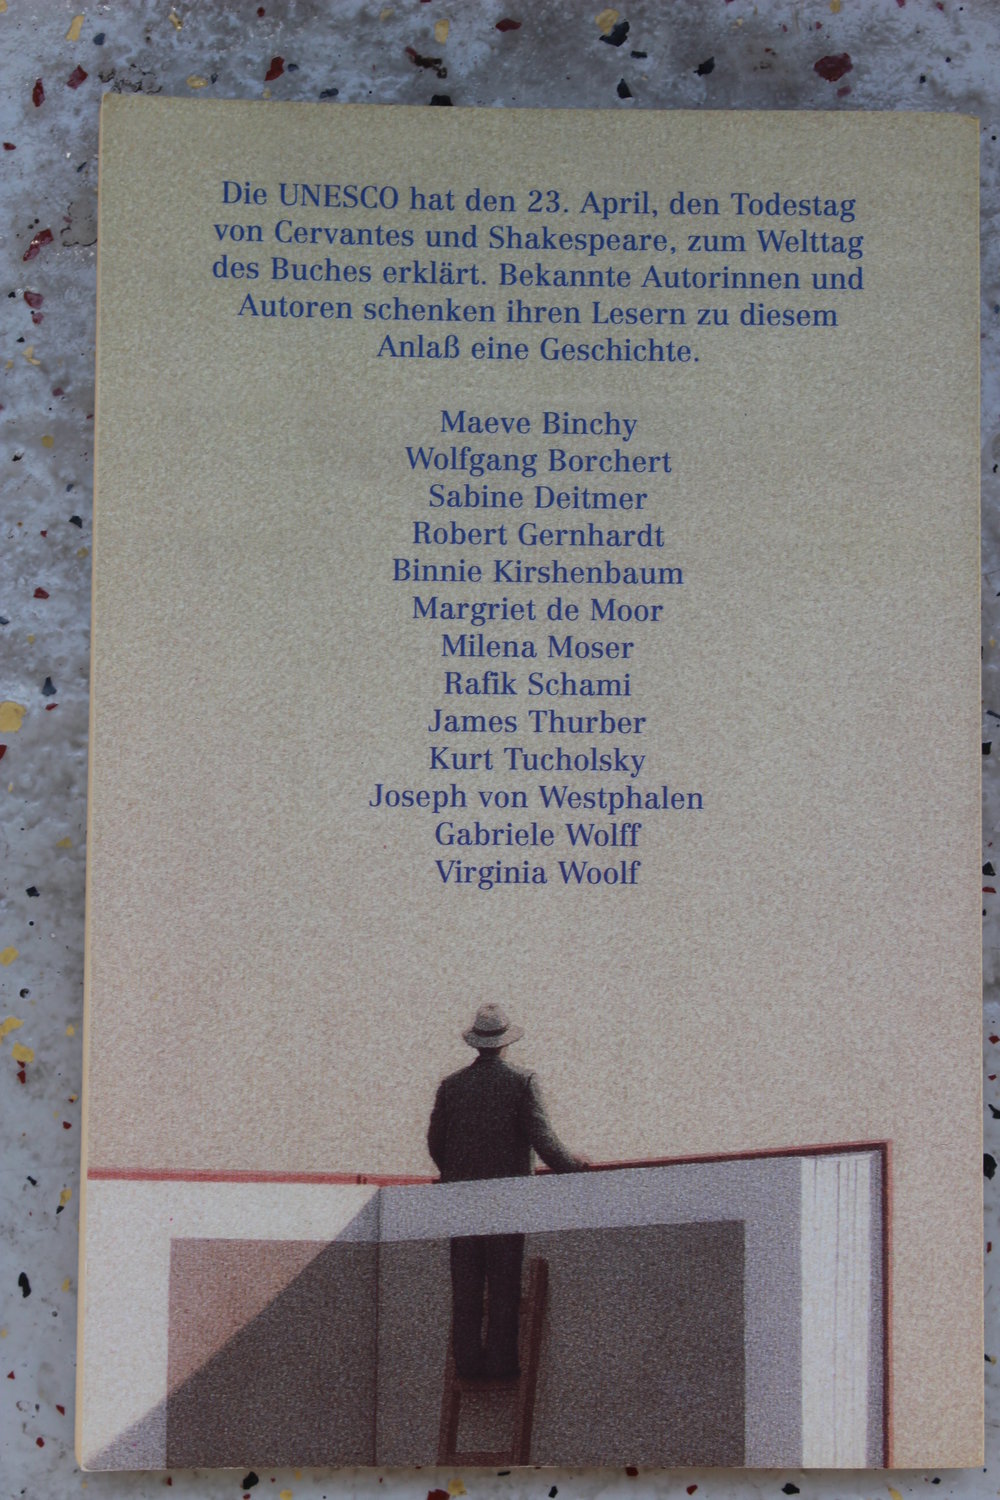 Die UNESCO hat den 23. April, den Todestag
von Cervantes und Shakespeare, zum Welttag
des Buches erklärt. Bekannte Autorinnen und
Autoren schenken ihren Lesern zu diesem
Anlaß eine Geschichte.
Maeve Binchy
Wolfgang Borchert
Sabine Deitmer
Robert Gernhardt
Binnie Kirshenbaum
Margriet de Moor
Milena Moser
Rafik Schami
James Thurber
Kurt Tucholsky
Joseph von Westphalen
Gabriele Wolff
Virginia Woolf